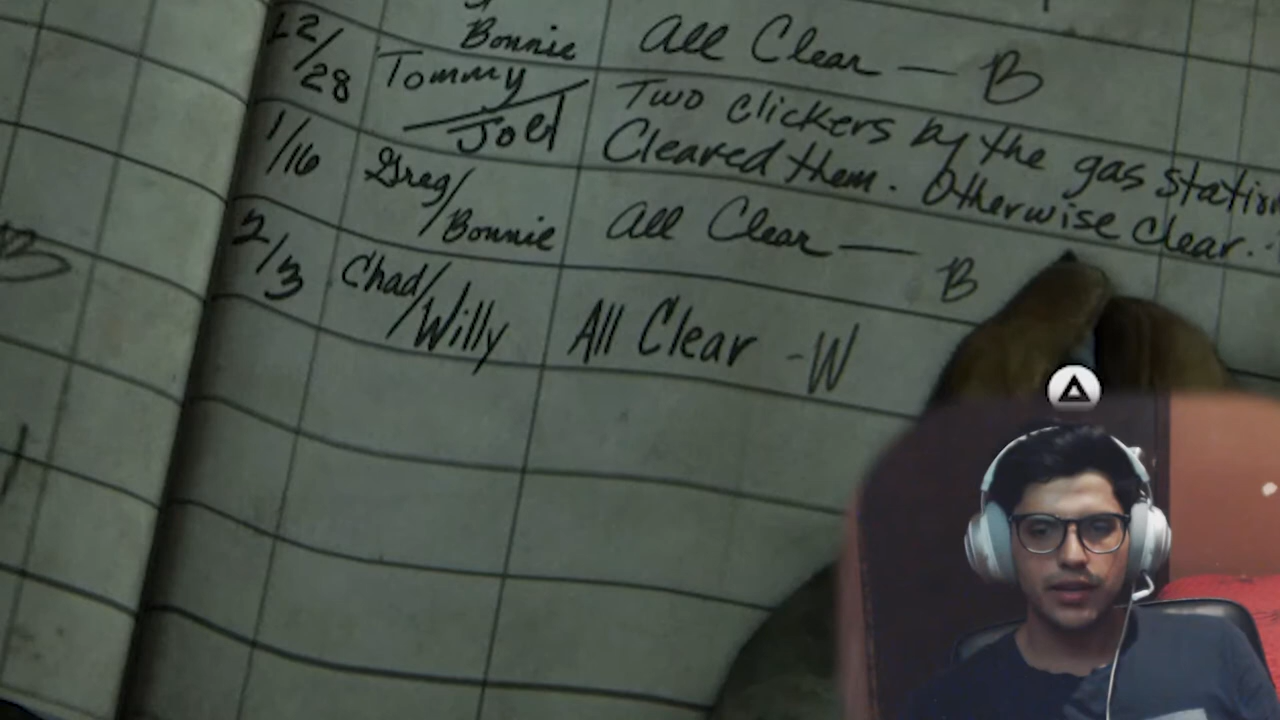 Bonnie All Clear — B
12/28 Tommy/Joel Two clickers by the gas station
Cleared them. Otherwise clear.
1/16 Greg/Bonnie All Clear — B
2/3 Chad/Willy All Clear -W